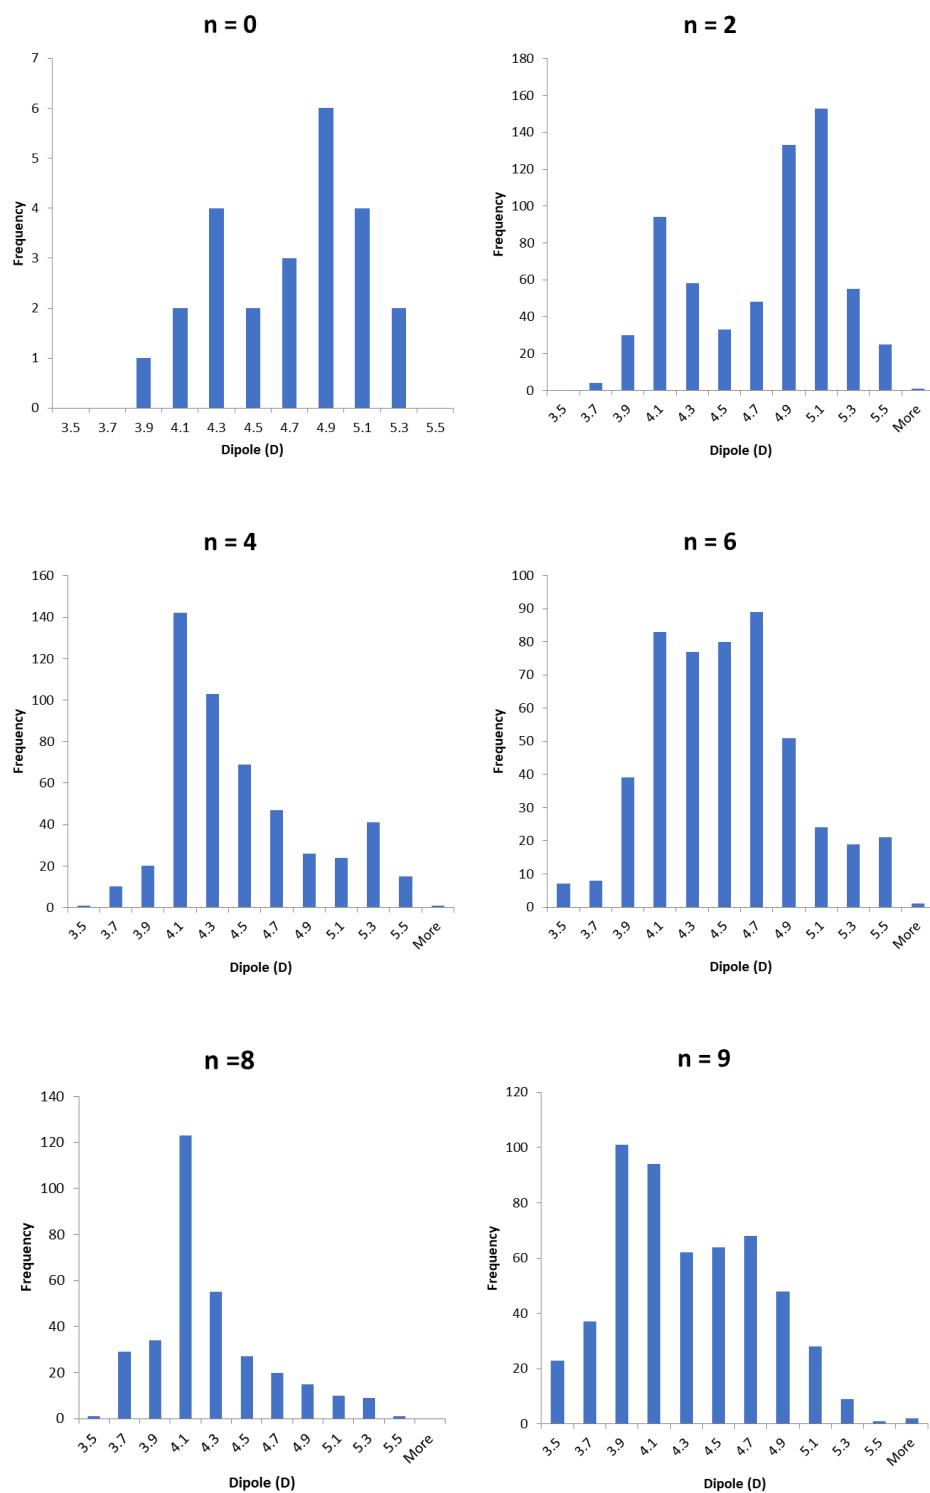 n = 0
7
6
5
4
3
2
1
0
Frequency
3.5 3.7 3.9 4.1 4.3 4.5 4.7 4.9 5.1 5.3 5.5
Dipole (D)
n = 2
180
160
140
120
100
80
60
40
20
0
Frequency
3.5 3.7 3.9 4.1 4.3 4.5 4.7 4.9 5.1 5.3 5.5 More
Dipole (D)
n = 4
160
140
120
100
80
60
40
20
0
Frequency
3.5 3.7 3.9 4.1 4.3 4.5 4.7 4.9 5.1 5.3 5.5 More
Dipole (D)
n = 6
100
90
80
70
60
50
40
30
20
10
0
Frequency
3.5 3.7 3.9 4.1 4.3 4.5 4.7 4.9 5.1 5.3 5.5 More
Dipole (D)
n =8
140
120
100
80
60
40
20
0
Frequency
3.5 3.7 3.9 4.1 4.3 4.5 4.7 4.9 5.1 5.3 5.5 More
Dipole (D)
n = 9
120
100
80
60
40
20
0
Frequency
3.5 3.7 3.9 4.1 4.3 4.5 4.7 4.9 5.1 5.3 5.5 More
Dipole (D)